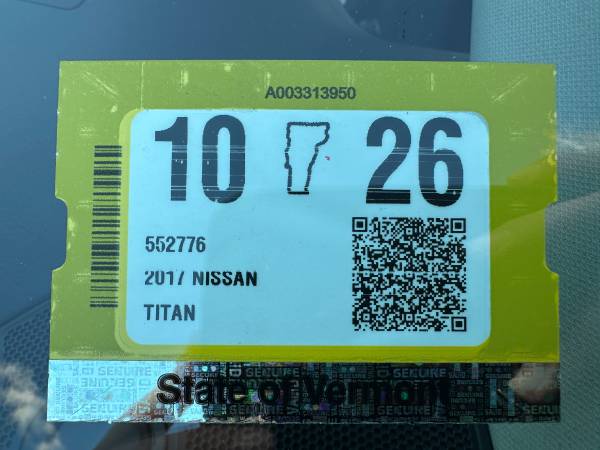 A003313950
10 26
552776
2017 NISSAN
TITAN
State of Vermont